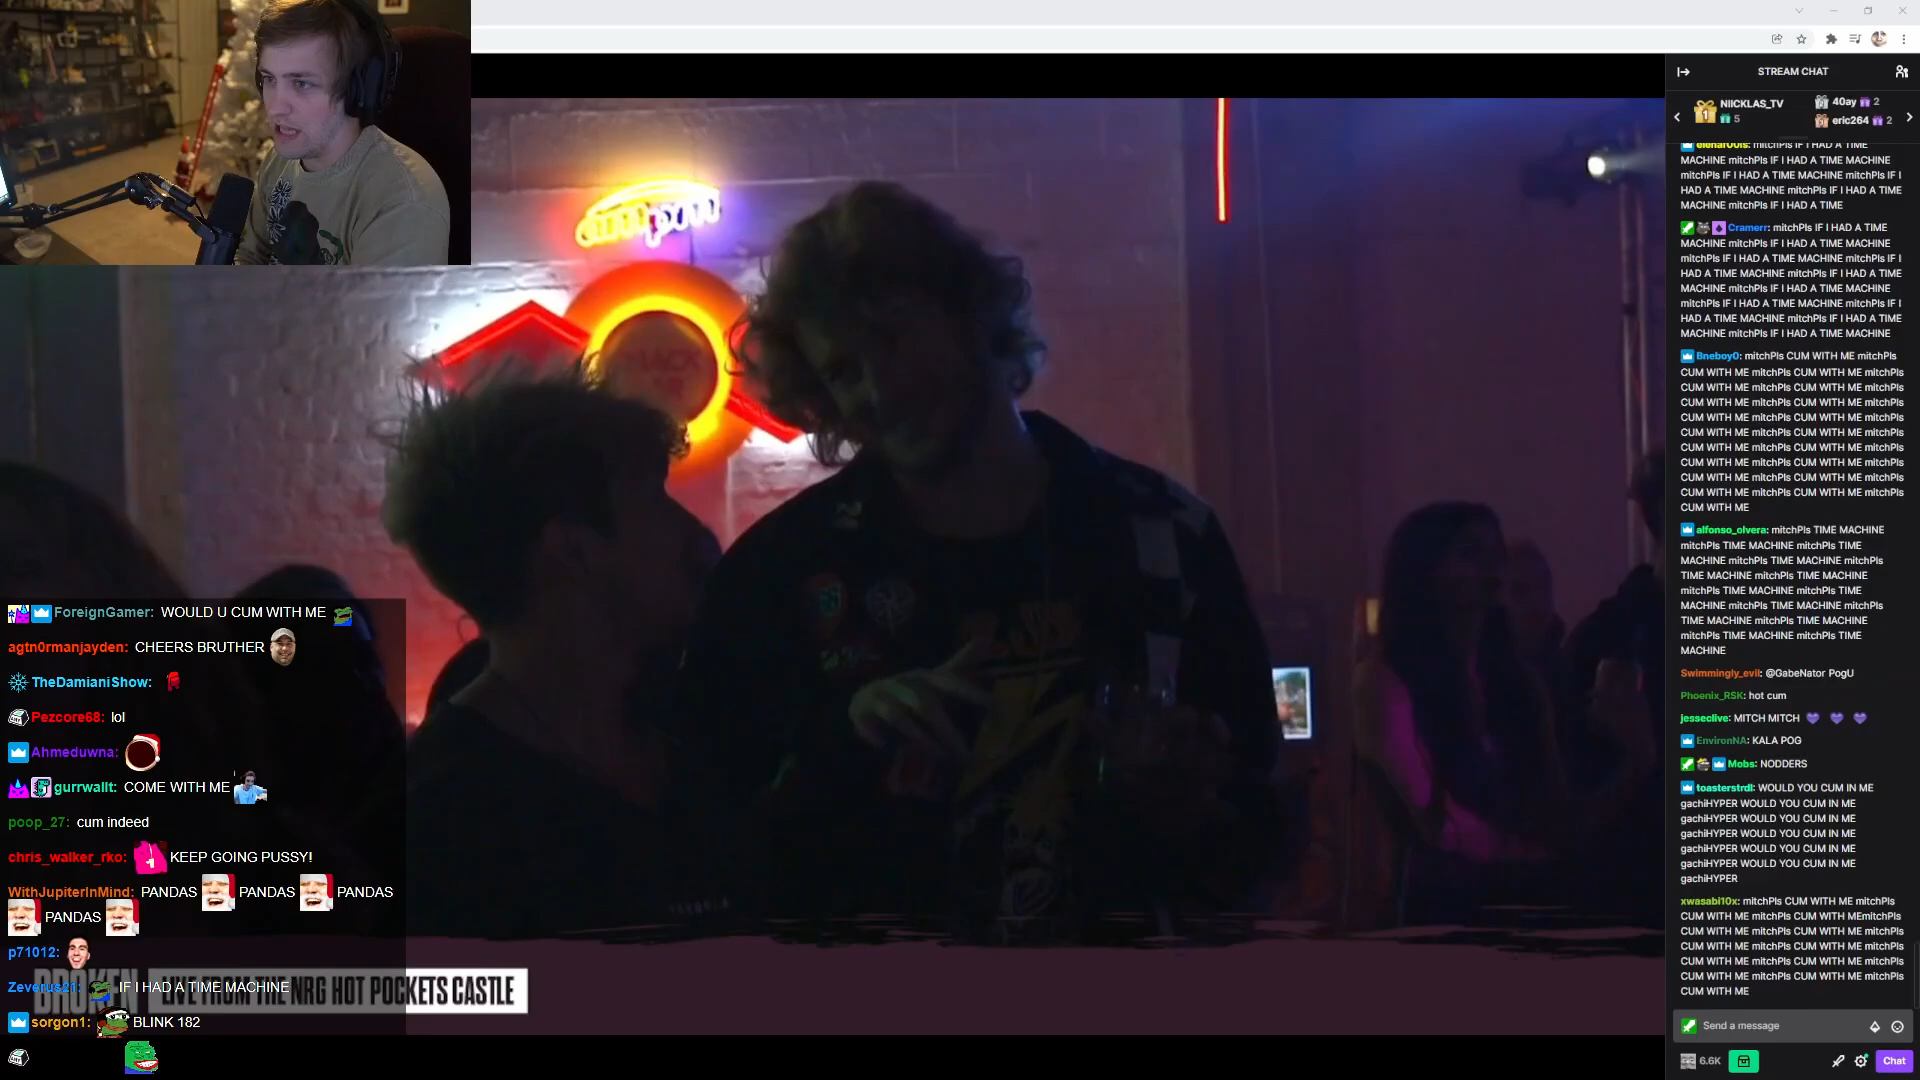 STREAM CHAT
NIICKLAS_TV
5
40ay 2
eric264 2
elenar00ls: mitchPls IF I HAD A TIME
MACHINE mitchPls IF I HAD A TIME MACHINE
mitchPls IF I HAD A TIME MACHINE mitchPls IF I
HAD A TIME MACHINE mitchPls IF I HAD A TIME
MACHINE mitchPls IF I HAD A TIME
Cramerr: mitchPls IF I HAD A TIME
MACHINE mitchPls IF I HAD A TIME MACHINE
mitchPls IF I HAD A TIME MACHINE mitchPls IF I
HAD A TIME MACHINE mitchPls IF I HAD A TIME
MACHINE mitchPls IF I HAD A TIME MACHINE
mitchPls IF I HAD A TIME MACHINE mitchPls IF I
HAD A TIME MACHINE mitchPls IF I HAD A TIME
MACHINE mitchPls IF I HAD A TIME MACHINE
Bneboy0: mitchPls CUM WITH ME mitchPls
CUM WITH ME mitchPls CUM WITH ME mitchPls
CUM WITH ME mitchPls CUM WITH ME mitchPls
CUM WITH ME mitchPls CUM WITH ME mitchPls
CUM WITH ME mitchPls CUM WITH ME mitchPls
CUM WITH ME mitchPls CUM WITH ME mitchPls
CUM WITH ME mitchPls CUM WITH ME mitchPls
CUM WITH ME mitchPls CUM WITH ME mitchPls
CUM WITH ME mitchPls CUM WITH ME mitchPls
CUM WITH ME mitchPls CUM WITH ME mitchPls
CUM WITH ME
alfonso_olvera: mitchPls TIME MACHINE
mitchPls TIME MACHINE mitchPls TIME
MACHINE mitchPls TIME MACHINE mitchPls
TIME MACHINE mitchPls TIME MACHINE
mitchPls TIME MACHINE mitchPls TIME
MACHINE mitchPls TIME MACHINE mitchPls
TIME MACHINE mitchPls TIME MACHINE
mitchPls TIME MACHINE mitchPls TIME
MACHINE
Swimmingly_evil: @GabeNator PogU
Phoenix_RSK: hot cum
jesseclive: MITCH MITCH
EnvironNA: KALA POG
Mobs: NODDERS
toasterstrdl: WOULD YOU CUM IN ME
gachiHYPER WOULD YOU CUM IN ME
gachiHYPER WOULD YOU CUM IN ME
gachiHYPER WOULD YOU CUM IN ME
gachiHYPER WOULD YOU CUM IN ME
gachiHYPER WOULD YOU CUM IN ME
gachiHYPER
xwasabi10x: mitchPls CUM WITH ME mitchPls
CUM WITH ME mitchPls CUM WITH MEmitchPls
CUM WITH ME mitchPls CUM WITH ME mitchPls
CUM WITH ME mitchPls CUM WITH ME mitchPls
CUM WITH ME mitchPls CUM WITH ME mitchPls
CUM WITH ME mitchPls CUM WITH ME mitchPls
CUM WITH ME
Send a message
6.6K
Chat
ampm
ForeignGamer: WOULD U CUM WITH ME
agtn0rmanjayden: CHEERS BRUTHER
TheDamianiShow:
Pezcore68: lol
Ahmeduwna:
gurrwallt: COME WITH ME
poop_27: cum indeed
chris_walker_rko: KEEP GOING PUSSY!
WithJupiterInMind: PANDAS PANDAS PANDAS
PANDAS
p71012:
Zeverus21: IF I HAD A TIME MACHINE
BROKEN LIVE FROM THE NRG HOT POCKETS CASTLE
sorgon1: BLINK 182